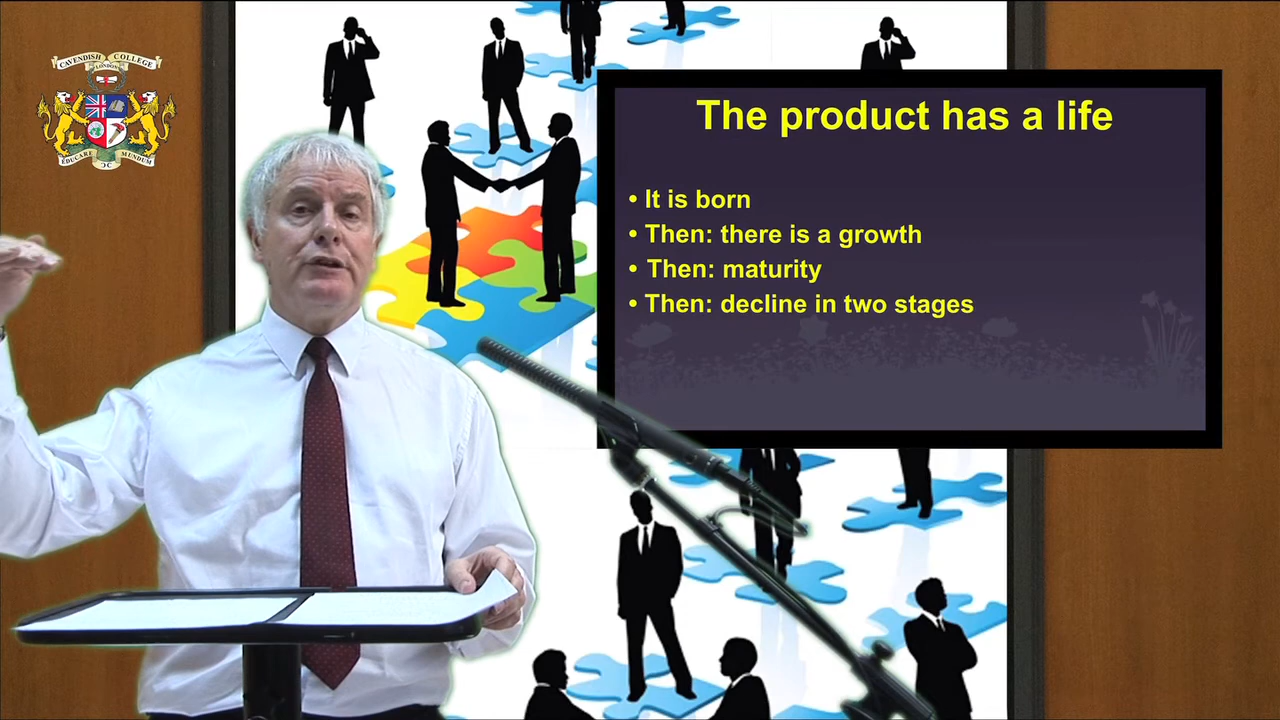 CAVENDISH COLLEGE
LONDON
EDUCARE MUNDUM
The product has a life
• It is born
• Then: there is a growth
• Then: maturity
• Then: decline in two stages